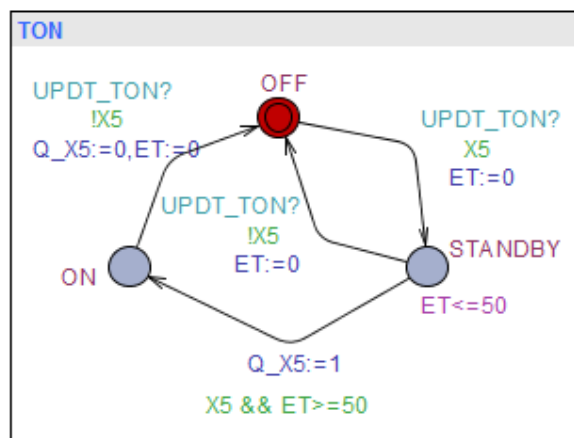 TON
OFF
UPDT_TON?
!X5
Q_X5:=0,ET:=0
UPDT_TON?
X5
ET:=0
UPDT_TON?
!X5
ET:=0
ON
STANDBY
ET<=50
Q_X5:=1
X5 && ET>=50